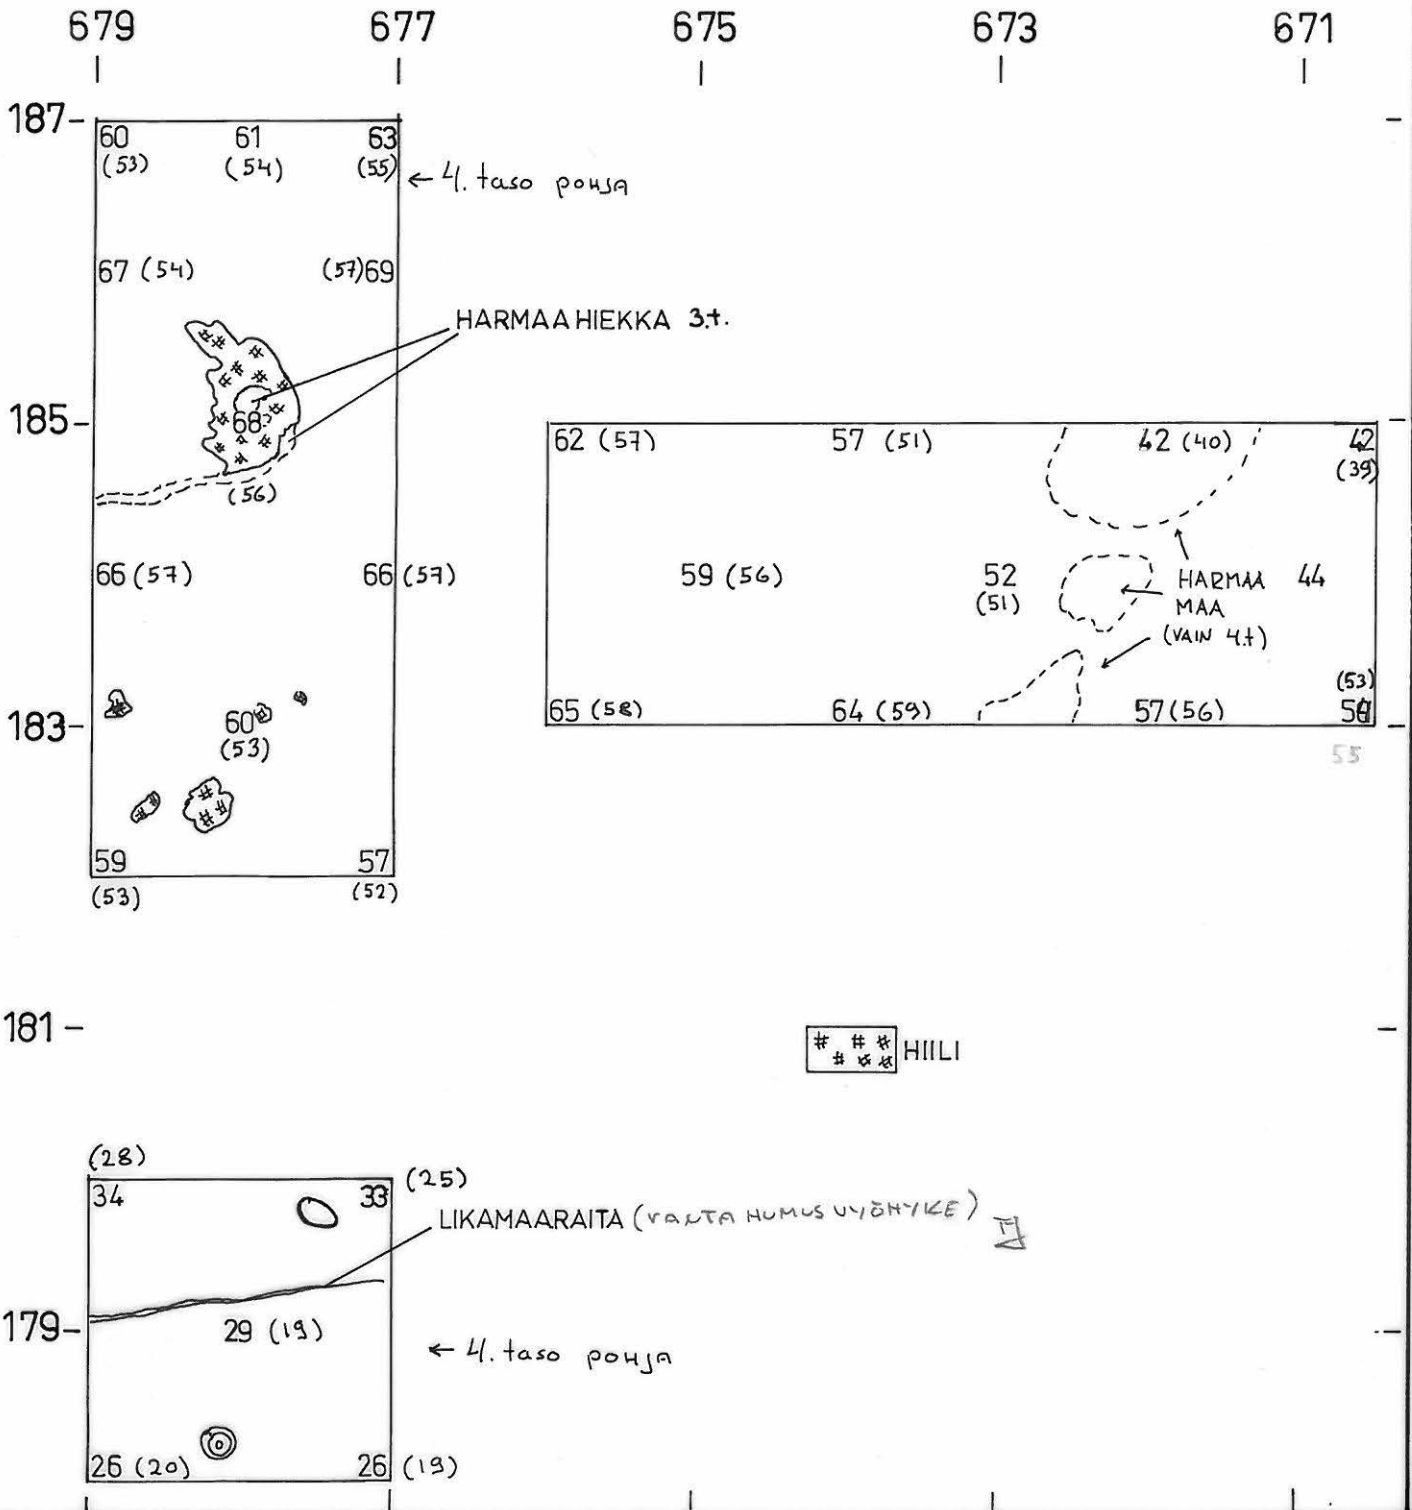 679 677 675 673 671
187
60 61 63
(53) (54) (55)
← 4. taso pohja
67 (54) (57) 69
HARMAA HIEKKA 3.t.
185
68
(56)
62 (57) 57 (51) 42 (40) 42
(39)
66 (57) 66 (57)
59 (56) 52 44
(51)
HARMAA
MAA
(VAIN 4.t)
183
60
(53)
(53)
65 (58) 64 (59) 57 (56)
55
59 57
(53) (52)
181
HIILI
(28) (25)
34 33
LIKAMAARAITA (VANTA HUMUS VYÖHYKE)
179
29 (19)
← 4. taso pohja
26 (20) 26 (19)